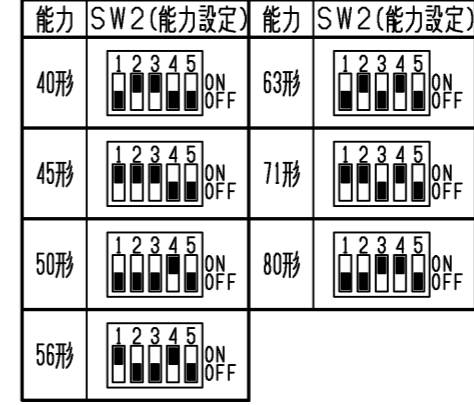 能力 SW2(能力設定) 能力 SW2(能力設定)
40形 1 2 3 4 5 ON OFF 63形 1 2 3 4 5 ON OFF
45形 1 2 3 4 5 ON OFF 71形 1 2 3 4 5 ON OFF
50形 1 2 3 4 5 ON OFF 80形 1 2 3 4 5 ON OFF
56形 1 2 3 4 5 ON OFF